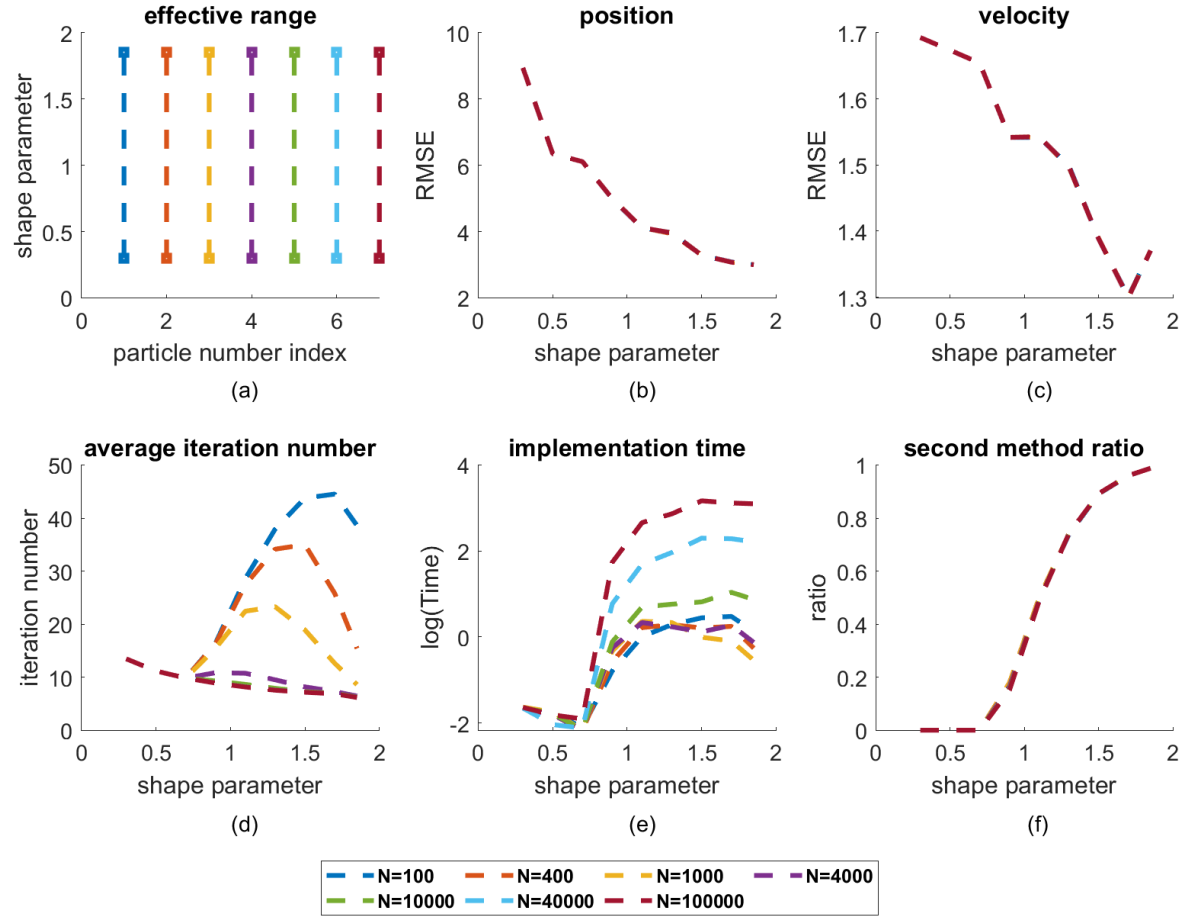 effective range
position
velocity
shape parameter
2
1.5
1
0.5
0
0
2
4
6
particle number index
(a)
RMSE
10
8
6
4
2
0
0.5
1
1.5
2
shape parameter
(b)
RMSE
1.7
1.6
1.5
1.4
1.3
0
0.5
1
1.5
2
shape parameter
(c)
average iteration number
implementation time
second method ratio
iteration number
50
40
30
20
10
0
0
0.5
1
1.5
2
shape parameter
(d)
log(Time)
4
2
0
-2
0
0.5
1
1.5
2
shape parameter
(e)
ratio
1
0.8
0.6
0.4
0.2
0
0
0.5
1
1.5
2
shape parameter
(f)
N=100 N=400 N=1000 N=4000
N=10000 N=40000 N=100000